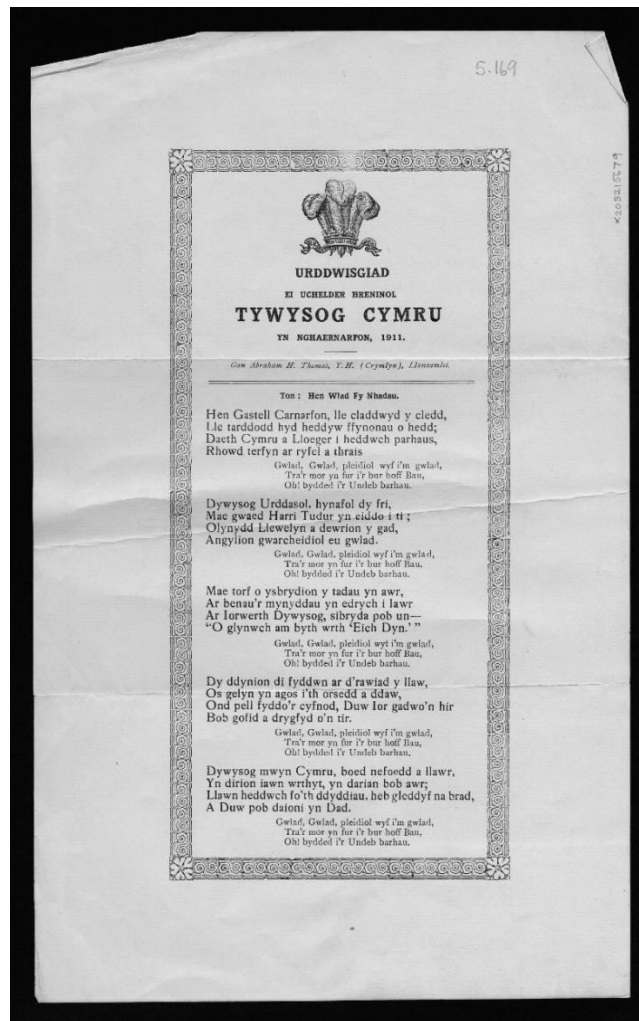 5.169
X205215679
URDDWISGIAD
EI UCHELDER BRENINOL
TYWYSOG CYMRU
YN NGHAERNARFON, 1911.
Gan Abraham H. Thomas, Y.H. (Crymlyn), Llansamlet.
Ton: Hen Wlad Fy Nhadau.
Hen Gastell Carnarfon, lle claddwyd y cledd,
Lle tarddodd hyd heddyw ffynonau o hedd;
Daeth Cymru a Lloeger i heddwch parhaus,
Rhowd terfyn ar ryfel a thrais
Gwlad, Gwlad, pleidiol wyf i'm gwlad,
Tra'r mor yn fur i'r bur hoff Bau,
Oh! bydded i'r Undeb barhau.
Dywysog Urddasol, hynafol dy fri,
Mae gwaed Harri Tudur yn eiddo i ti;
Olynydd Llewelyn a dewrion y gad,
Angylion gwarcheidiol eu gwlad.
Gwlad, Gwlad, pleidiol wyf i'm gwlad,
Tra'r mor yn fur i'r bur hoff Bau,
Oh! bydded i'r Undeb barhau.
Mae torf o ysbrydion y tadau yn awr,
Ar benau'r mynyddau yn edrych i lawr
Ar Iorwerth Dywysog, sibryda pob un—
"O glynwch am byth wrth 'Eich Dyn.'"
Gwlad, Gwlad, pleidiol wyf i'm gwlad,
Tra'r mor yn fur i'r bur hoff Bau,
Oh! bydded i'r Undeb barhau.
Dy ddynion di fyddwn ar d'rawiad y llaw,
Os gelyn yn agos i'th orsedd a ddaw,
Ond pell fyddo'r cyfnod, Duw Ior gadwo'n hir
Bob gofid a drygfyd o'n tir.
Gwlad, Gwlad, pleidiol wyf i'm gwlad,
Tra'r mor yn fur i'r bur hoff Bau,
Oh! bydded i'r Undeb barhau.
Dywysog mwyn Cymru, boed nefoedd a llawr,
Yn dirion iawn wrthyt, yn darian bob awr;
Llawn heddwch fo'th ddyddiau, heb gleddyf na brad,
A Duw pob daioni yn Dad.
Gwlad, Gwlad, pleidiol wyf i'm gwlad,
Tra'r mor yn fur i'r bur hoff Bau,
Oh! bydded i'r Undeb barhau.